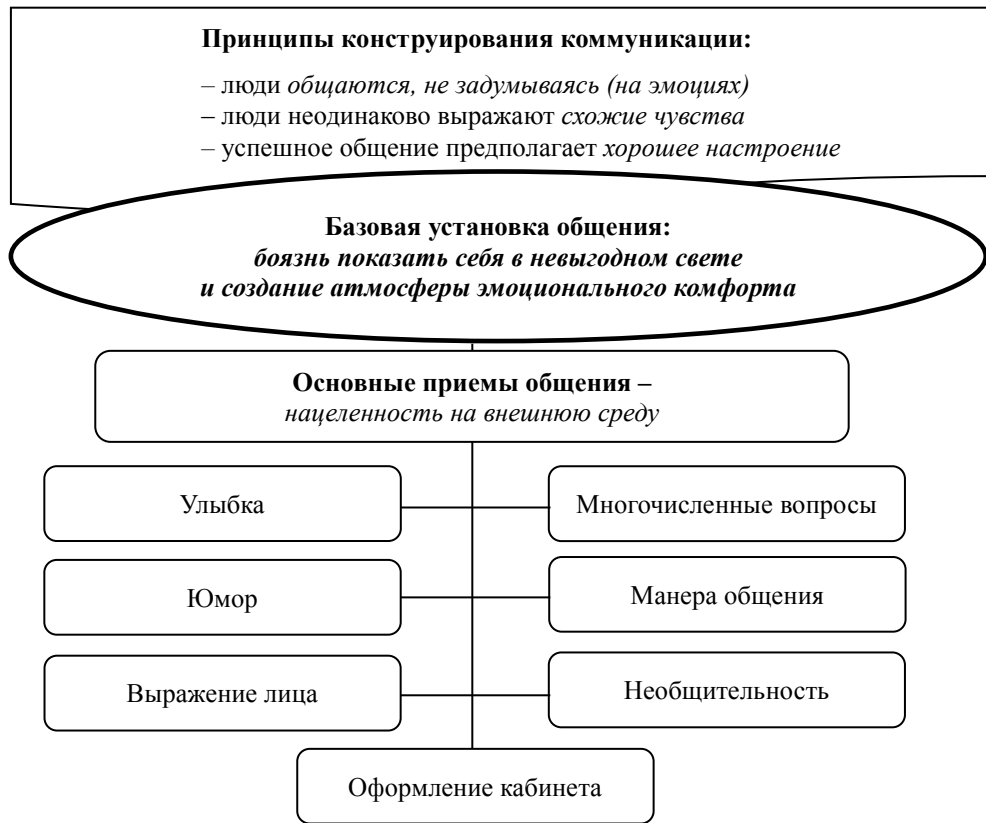 Принципы конструирования коммуникации:
– люди общаются, не задумываясь (на эмоциях)
– люди неодинаково выражают схожие чувства
– успешное общение предполагает хорошее настроение
Базовая установка общения:
боязнь показать себя в невыгодном свете
и создание атмосферы эмоционального комфорта
Основные приемы общения –
нацеленность на внешнюю среду
Улыбка
Многочисленные вопросы
Юмор
Манера общения
Выражение лица
Необщительность
Оформление кабинета